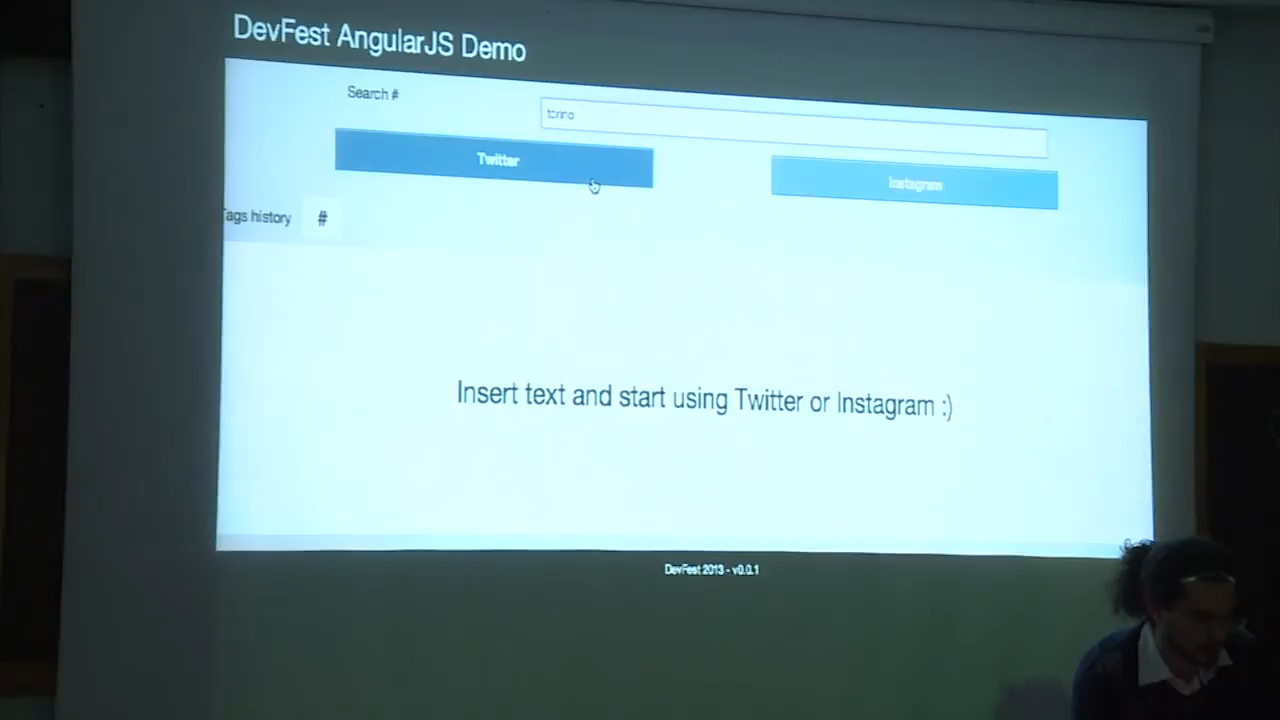 DevFest AngularJS Demo
Search #
torino
Twitter
Instagram
Tags history #
Insert text and start using Twitter or Instagram :)
DevFest 2013 - v0.0.1